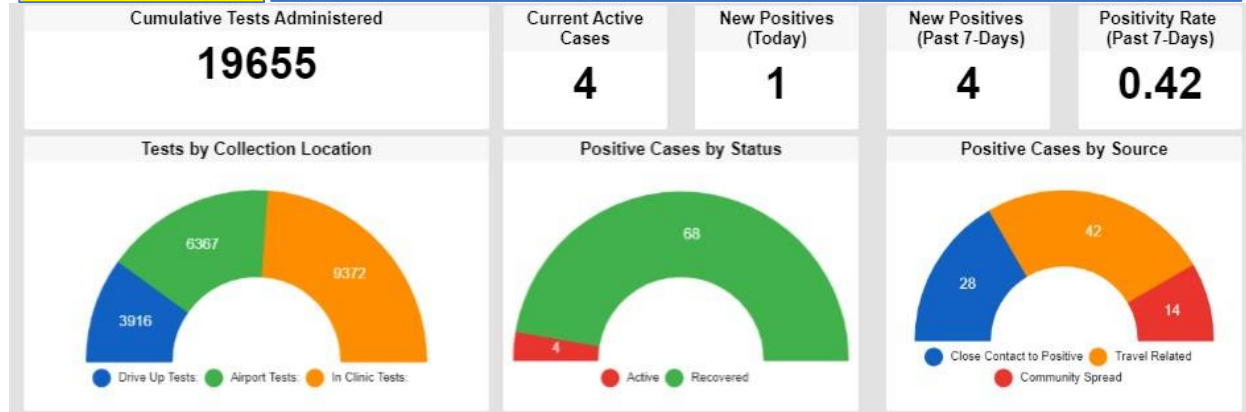 Cumulative Tests Administered
19655
Current Active
Cases
4
New Positives
(Today)
1
New Positives
(Past 7-Days)
4
Positivity Rate
(Past 7-Days)
0.42
Tests by Collection Location
3916
6367
9372
Drive Up Tests:
Airport Tests:
In Clinic Tests:
Positive Cases by Status
4
68
Active
Recovered
Positive Cases by Source
28
42
14
Close Contact to Positive
Travel Related
Community Spread